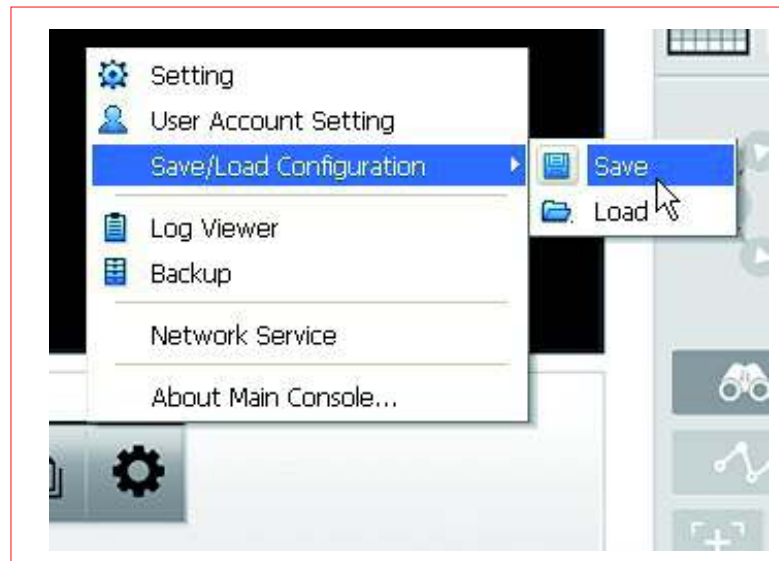 Setting
User Account Setting
Save/Load Configuration
Save
Load
Log Viewer
Backup
Network Service
About Main Console...